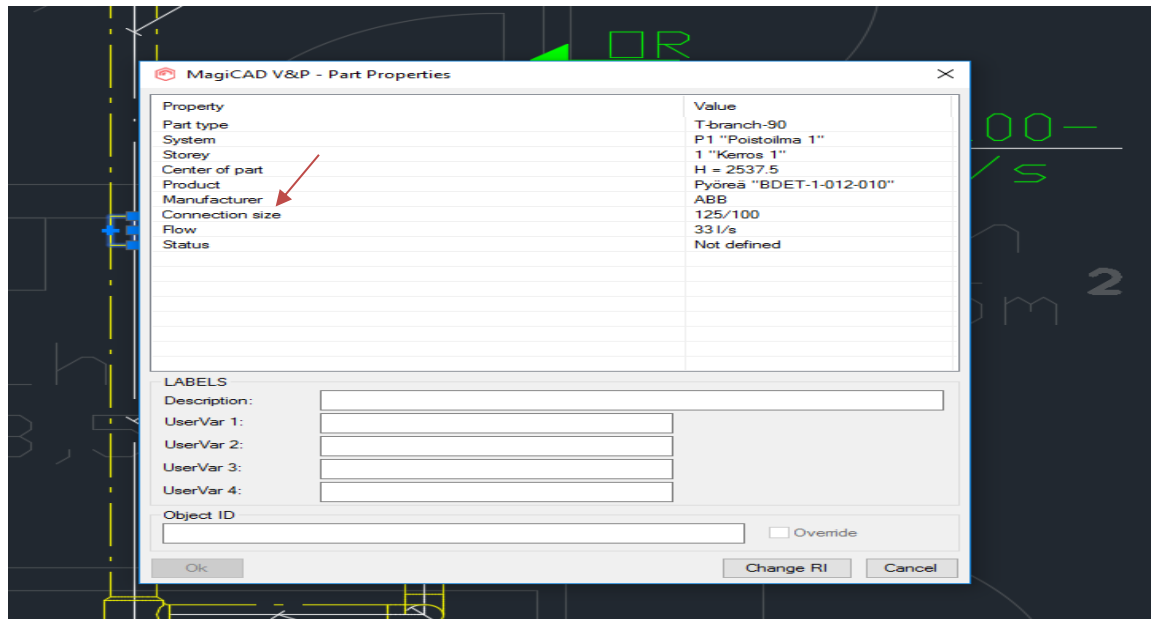 OR
MagiCAD V&P - Part Properties
Property Value
Part type T-branch-90
System P1 "Poistoilma 1"
Storey 1 "Kerros 1"
Center of part H = 2537.5
Product Pyöreä "BDET-1-012-010"
Manufacturer ABB
Connection size 125/100
Flow 33 l/s
Status Not defined
00-
/s
m 2
LABELS
Description:
UserVar 1:
UserVar 2:
UserVar 3:
UserVar 4:
Object ID
Override
Ok Change RI Cancel